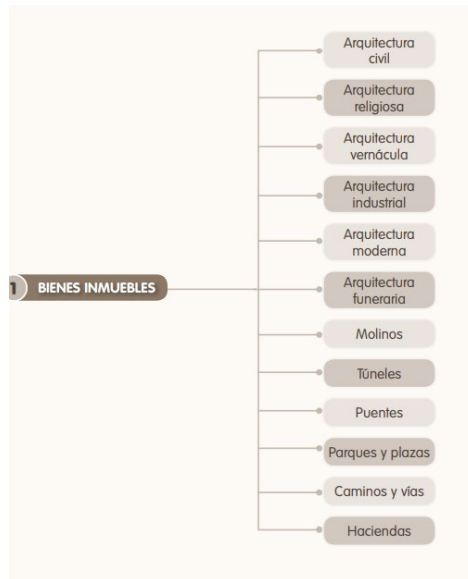 Arquitectura
civil
Arquitectura
religiosa
Arquitectura
vernácula
Arquitectura
industrial
Arquitectura
moderna
1 BIENES INMUEBLES
Arquitectura
funeraria
Molinos
Túneles
Puentes
Parques y plazas
Caminos y vías
Haciendas